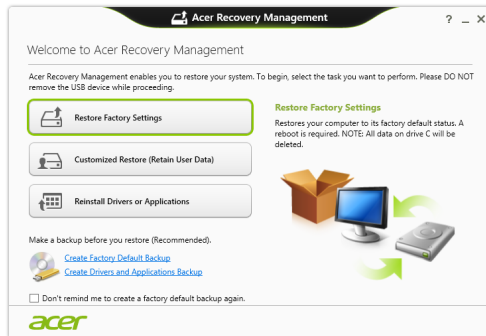 Acer Recovery Management
? _ X
Welcome to Acer Recovery Management
Acer Recovery Management enables you to restore your system. To begin, select the task you want to perform. Please DO NOT
remove the USB device while proceeding.
Restore Factory Settings
Customized Restore (Retain User Data)
Reinstall Drivers or Applications
Restore Factory Settings
Restores your computer to its factory default status. A
reboot is required. NOTE: All data on drive C will be
deleted.
Make a backup before you restore (Recommended).
Create Factory Default Backup
Create Drivers and Applications Backup
Don't remind me to create a factory default backup again.
acer